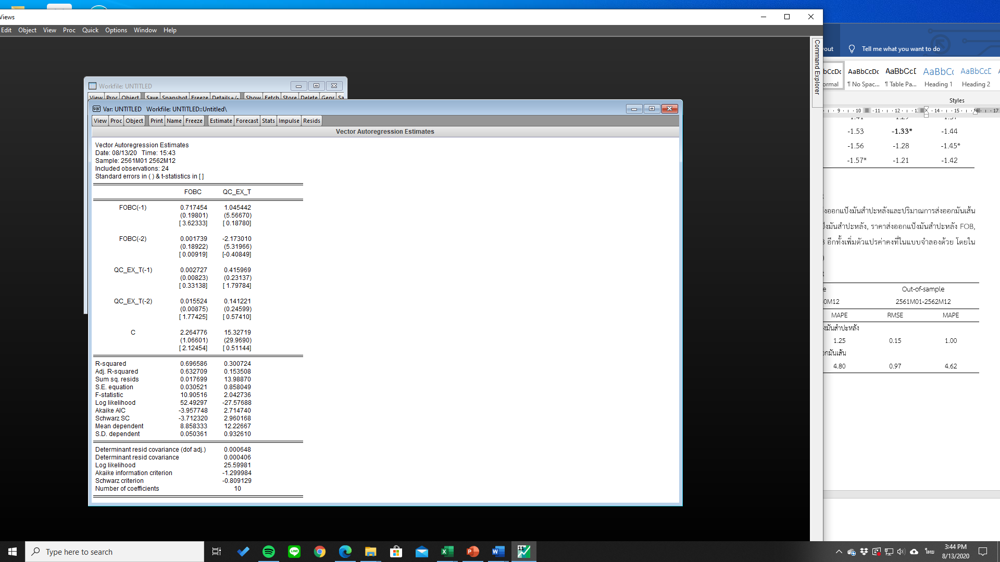 Views
Edit Object View Proc Quick Options Window Help
Command Explorer
Workfile: UNTITLED
View Proc Object Save Snapshot Freeze Details+/- Show Fetch Store Delete Genr Sa
Var: UNTITLED Workfile: UNTITLED::Untitled\
View Proc Object Print Name Freeze Estimate Forecast Stats Impulse Resids
Vector Autoregression Estimates
Vector Autoregression Estimates
Date: 08/13/20 Time: 15:43
Sample: 2561M01 2562M12
Included observations: 24
Standard errors in ( ) & t-statistics in [ ]
FOBC QC_EX_T
FOBC(-1) 0.717454 1.045442
(0.19801) (5.56670)
[ 3.62333] [ 0.18780]
FOBC(-2) 0.001739 -2.173010
(0.18922) (5.31966)
[ 0.00919] [-0.40849]
QC_EX_T(-1) 0.002727 0.415969
(0.00823) (0.23137)
[ 0.33138] [ 1.79784]
QC_EX_T(-2) 0.015524 0.141221
(0.00875) (0.24599)
[ 1.77425] [ 0.57410]
C 2.264776 15.32719
(1.06601) (29.9690)
[ 2.12454] [ 0.51144]
R-squared 0.696586 0.300724
Adj. R-squared 0.632709 0.153508
Sum sq. resids 0.017699 13.98870
S.E. equation 0.030521 0.858049
F-statistic 10.90516 2.042736
Log likelihood 52.49297 -27.57688
Akaike AIC -3.957748 2.714740
Schwarz SC -3.712320 2.960168
Mean dependent 8.858333 12.22667
S.D. dependent 0.050361 0.932610
Determinant resid covariance (dof adj.) 0.000648
Determinant resid covariance 0.000406
Log likelihood 25.59981
Akaike information criterion -1.299984
Schwarz criterion -0.809129
Number of coefficients 10
out Tell me what you want to do
bCcDc AaBbCcDc AaBbCcD AaBbCc AaBbCcD
ormal ¶ No Spac... ¶ Table Pa... Heading 1 Heading 2
Styles
9 10 11 12 13 14 15 17
-1.53 -1.33* -1.44
-1.56 -1.28 -1.45*
-1.57* -1.21 -1.42
งออกแป้งมันสำปะหลังและปริมาณการส่งออกมันเส้น
ป้งมันสำปะหลัง, ราคาส่งออกแป้งมันสำปะหลัง FOB,
3 อีกทั้งเพิ่มตัวแปรค่าคงที่ในแบบจำลองด้วย โดยใน
e Out-of-sample
0M12 2561M01-2562M12
MAPE RMSE MAPE
งมันสำปะหลัง
1.25 0.15 1.00
อกมันเส้น
4.80 0.97 4.62
Type here to search
LINE
11
ไทย
3:44 PM
8/13/2020